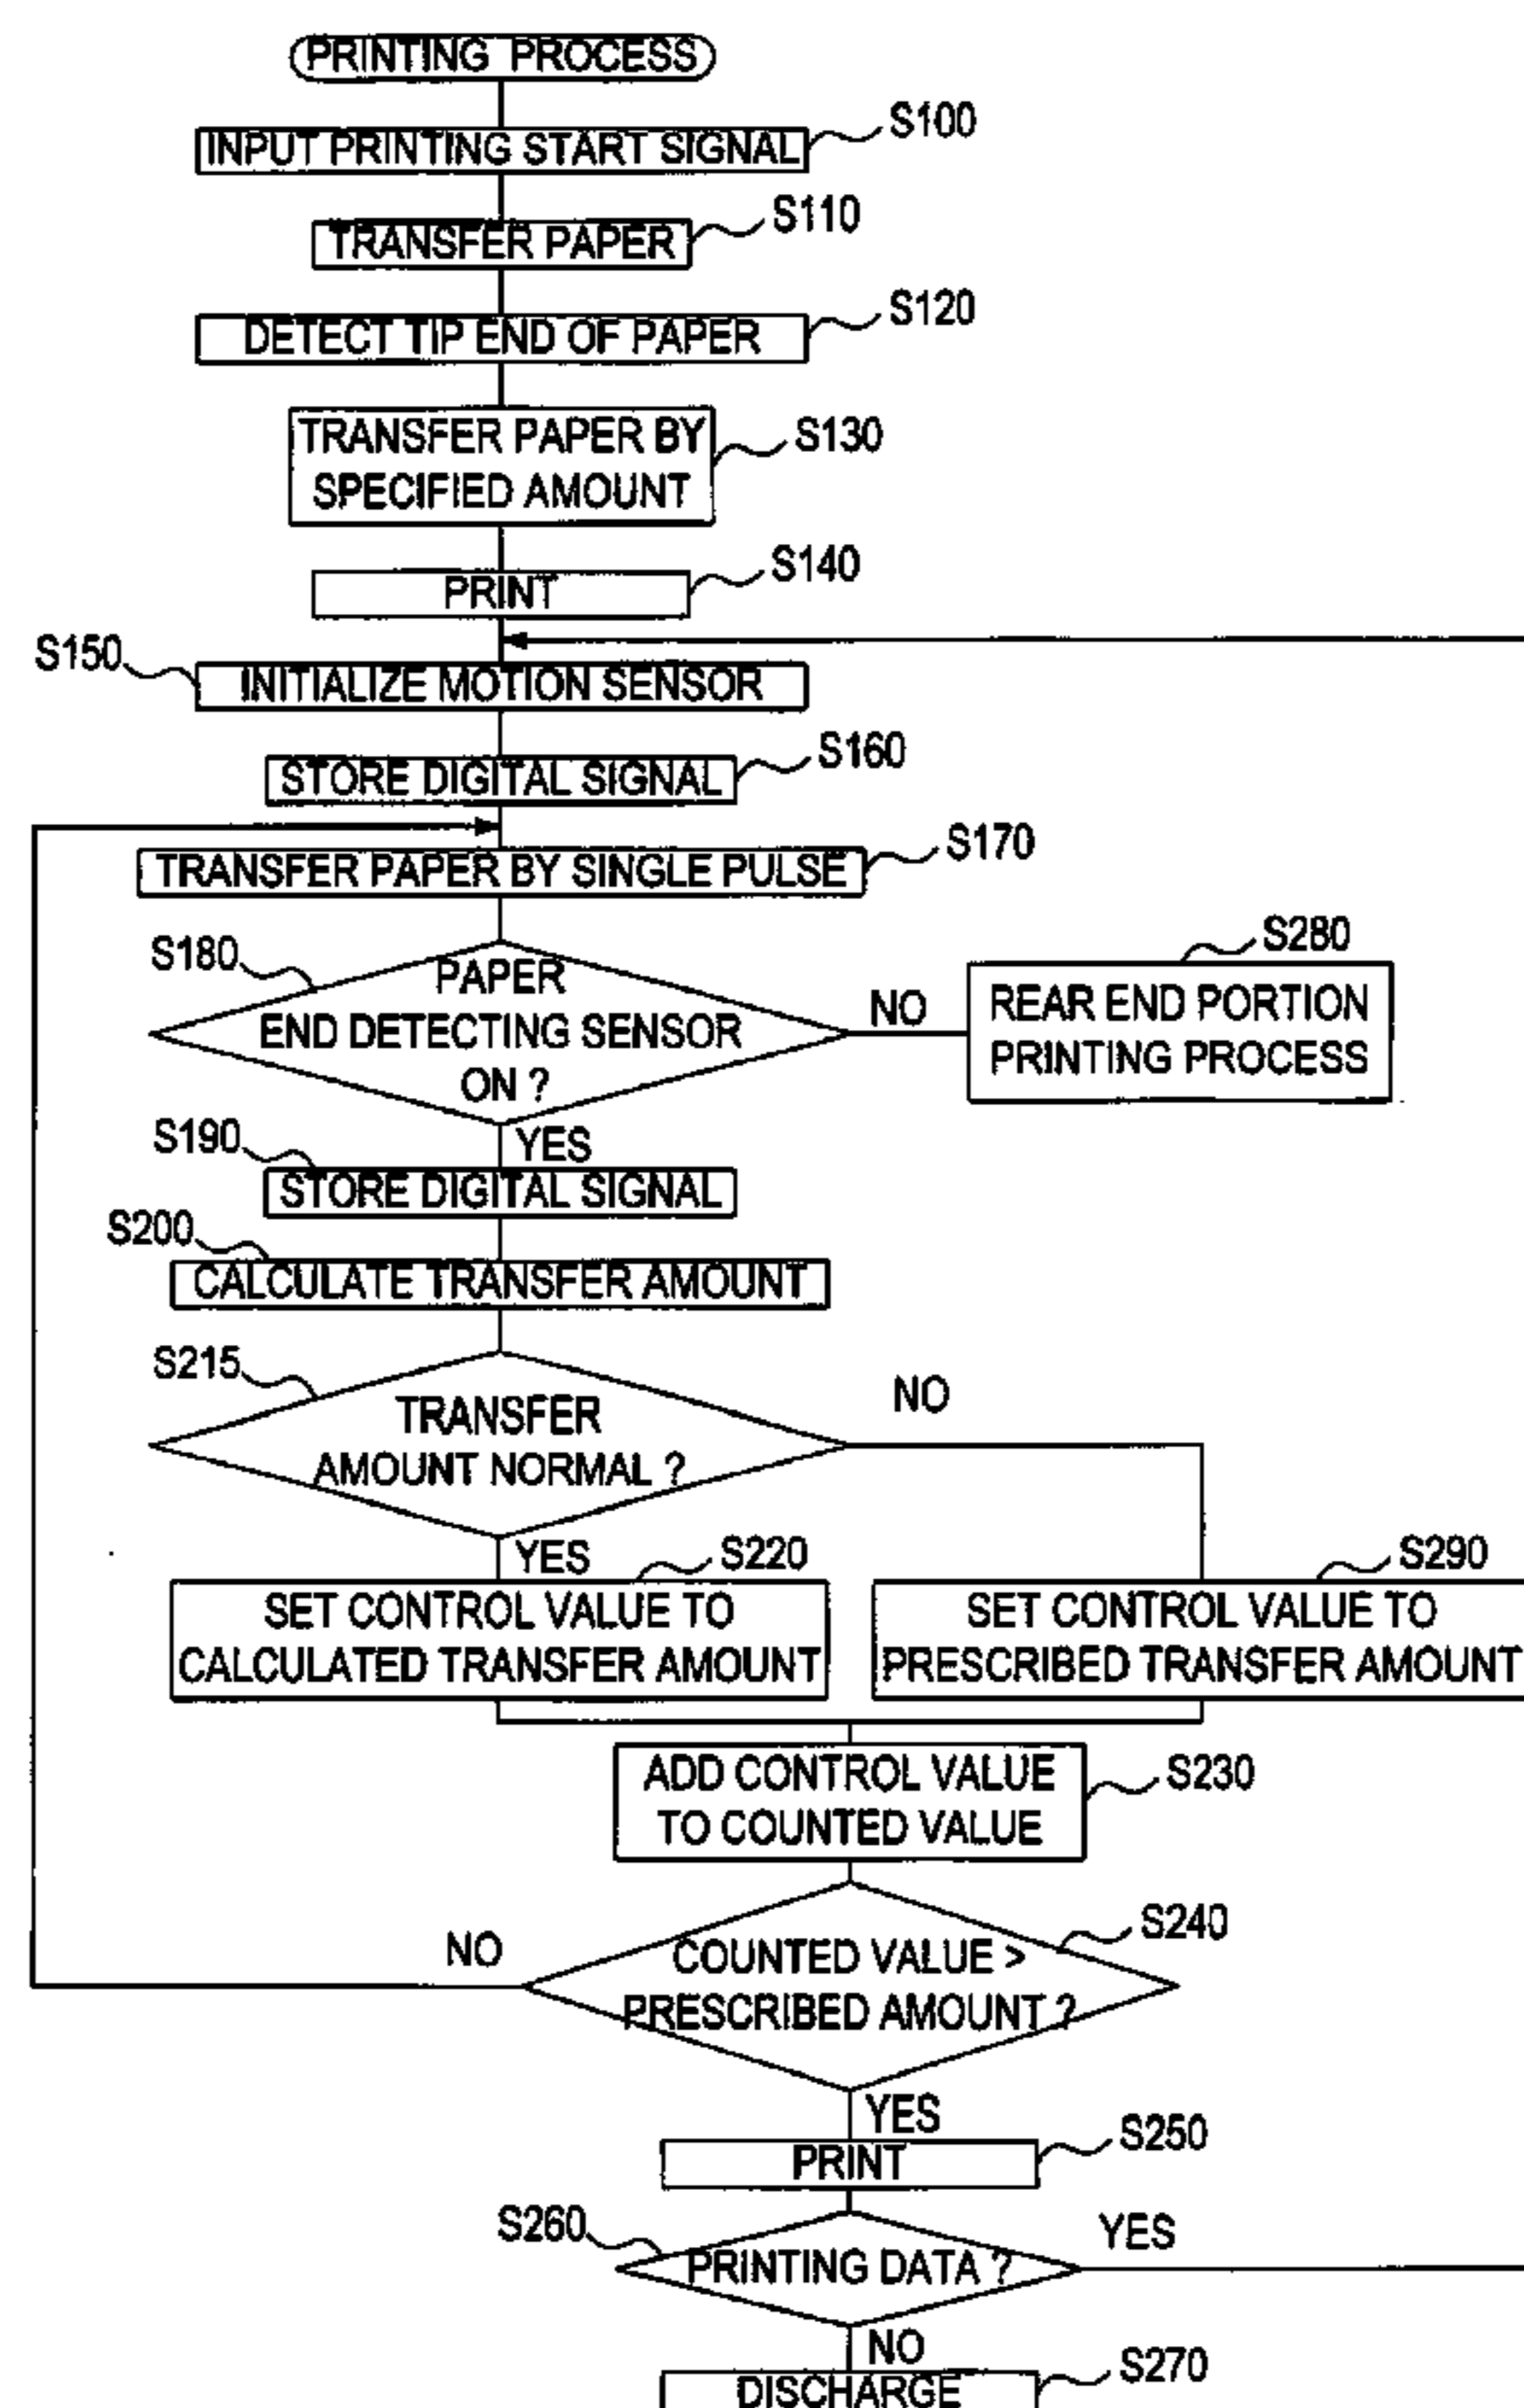 PRINTING PROCESS
S100
INPUT PRINTING START SIGNAL
S110
TRANSFER PAPER
S120
DETECT TIP END OF PAPER
S130
TRANSFER PAPER BY
SPECIFIED AMOUNT
S140
PRINT
S150
INITIALIZE MOTION SENSOR
S160
STORE DIGITAL SIGNAL
S170
TRANSFER PAPER BY SINGLE PULSE
S180
PAPER
END DETECTING SENSOR
ON ?
NO
S280
REAR END PORTION
PRINTING PROCESS
YES
S190
STORE DIGITAL SIGNAL
S200
CALCULATE TRANSFER AMOUNT
S215
TRANSFER
AMOUNT NORMAL ?
NO
YES
S220
SET CONTROL VALUE TO
CALCULATED TRANSFER AMOUNT
S290
SET CONTROL VALUE TO
PRESCRIBED TRANSFER AMOUNT
S230
ADD CONTROL VALUE
TO COUNTED VALUE
S240
COUNTED VALUE >
PRESCRIBED AMOUNT ?
NO
YES
S250
PRINT
S260
PRINTING DATA ?
YES
NO
S270
DISCHARGE